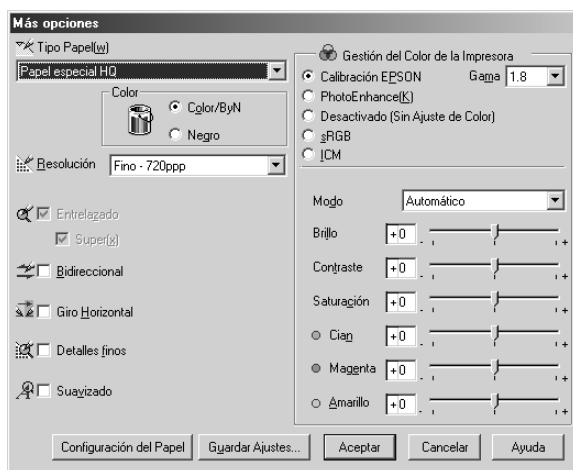 Más opciones
Tipo Papel(w)
Papel especial HQ
Color
Color/ByN
Negro
Resolución
Fino - 720ppp
Entrelazado
Super(x)
Bidireccional
Giro Horizontal
Detalles finos
Suavizado
Gestión del Color de la Impresora
Calibración EPSON
Gama
1.8
PhotoEnhance(K)
Desactivado (Sin Ajuste de Color)
sRGB
ICM
Modo
Automático
Brillo +0 - +
Contraste +0 - +
Saturación +0 - +
Cian +0 - +
Magenta +0 - +
Amarillo +0 - +
Configuración del Papel
Guardar Ajustes...
Aceptar
Cancelar
Ayuda